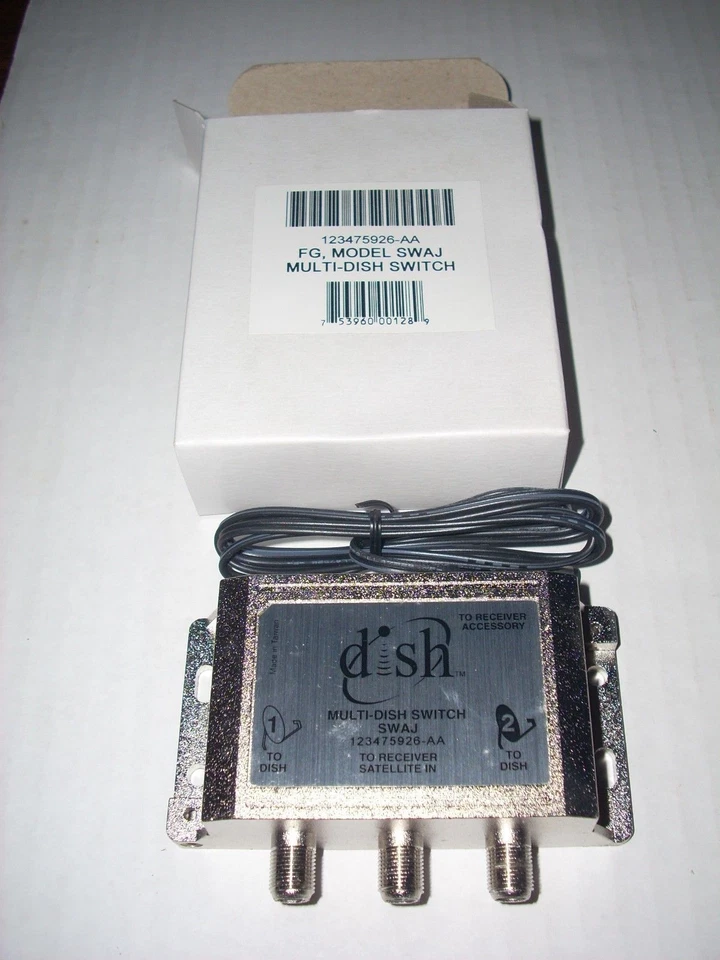 123475926-AA
FG, MODEL SWAJ
MULTI-DISH SWITCH
7 53960 00128 9
TO RECEIVER
ACCESSORY
Made in Taiwan
dish™
MULTI-DISH SWITCH
SWAJ
123475926-AA
1
TO
DISH
TO RECEIVER
SATELLITE IN
2
TO
DISH